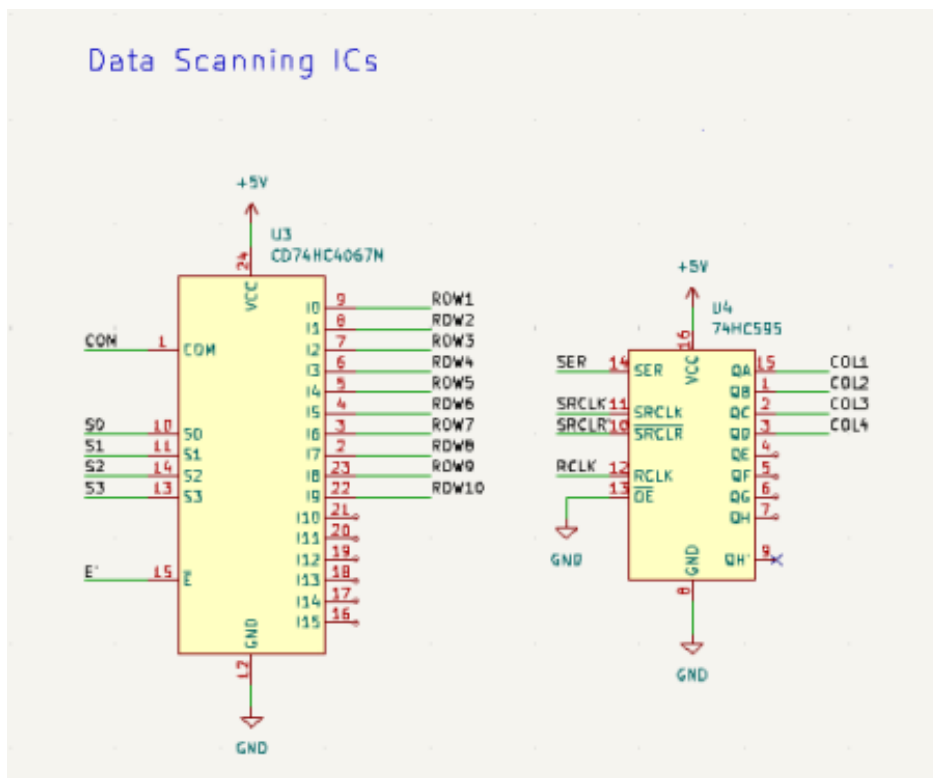 Data Scanning ICs
+5V
U3
CD74HC4067N
24
VCC
I0 9 ROW1
I1 8 ROW2
COM 1 COM
I2 7 ROW3
I3 6 ROW4
I4 5 ROW5
I5 4 ROW6
S0 10 S0
I6 3 ROW7
S1 11 S1
I7 2 ROW8
S2 14 S2
I8 23 ROW9
S3 13 S3
I9 22 ROW10
I10 21
I11 20
I12 19
E' 15 E
I13 18
I14 17
I15 16
GND
12
GND
+5V
U4
74HC595
16
VCC
SER 14 SER
QA 15 COL1
QB 1 COL2
SRCLK 11 SRCLK
QC 2 COL3
SRCLR' 10 SRCLR
QD 3 COL4
QE 4
RCLK 12 RCLK
QF 5
13 OE
QG 6
QH 7
GND
QH' 9
GND
8
GND